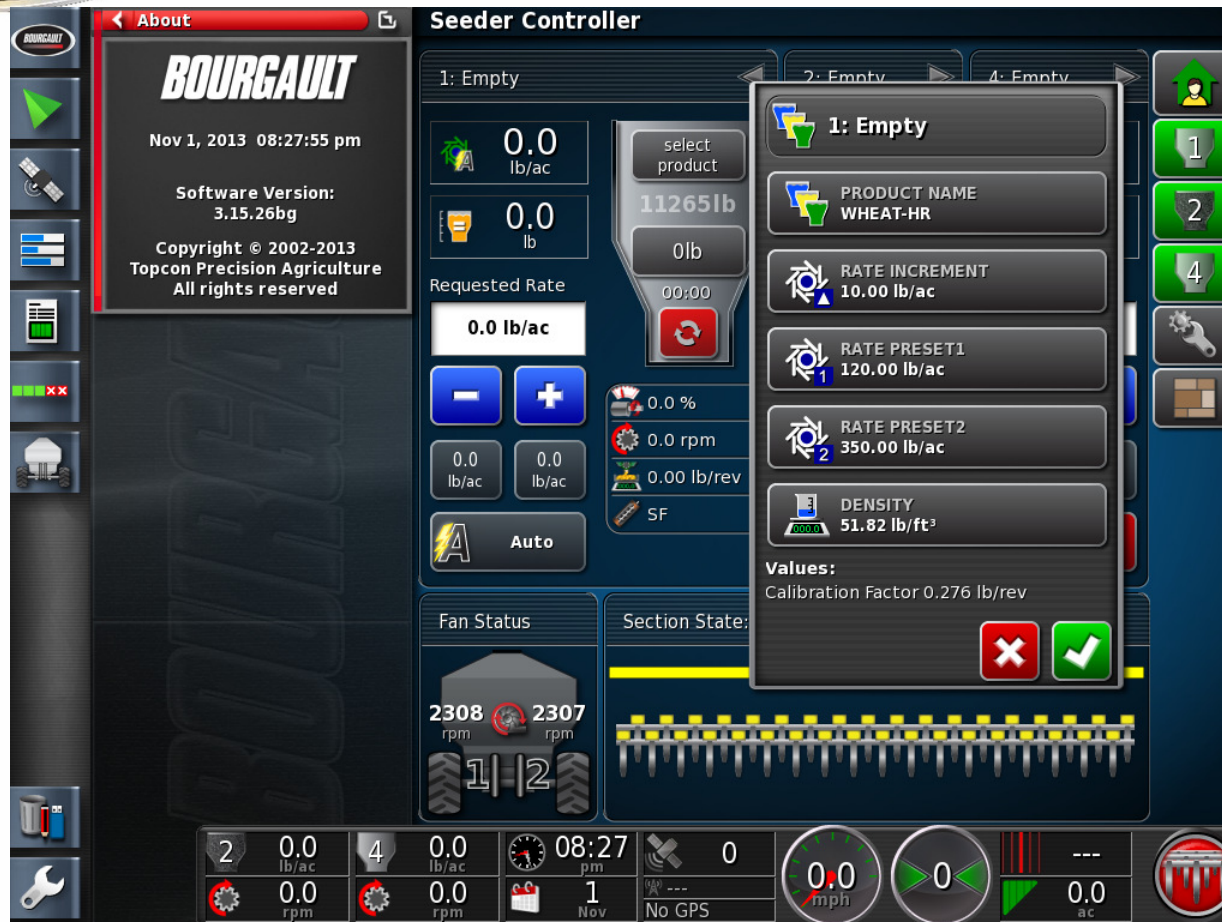 BOURGAULT
About
Seeder Controller
BOURGAULT
Nov 1, 2013 08:27:55 pm
Software Version:
3.15.26bg
Copyright © 2002-2013
Topcon Precision Agriculture
All rights reserved
1: Empty
2: Empty
4: Empty
0.0
lb/ac
0.0
lb
Requested Rate
0.0 lb/ac
0.0
lb/ac
0.0
lb/ac
Auto
select
product
11265lb
0lb
00:00
0.0 %
0.0 rpm
0.00 lb/rev
SF
1: Empty
PRODUCT NAME
WHEAT-HR
RATE INCREMENT
10.00 lb/ac
1
RATE PRESET1
120.00 lb/ac
2
RATE PRESET2
350.00 lb/ac
000.0
DENSITY
51.82 lb/ft³
Values:
Calibration Factor 0.276 lb/rev
1
2
4
Fan Status
2308
rpm
2307
rpm
1
2
Section State:
BOURGA
2
0.0
lb/ac
0.0
rpm
4
0.0
lb/ac
0.0
rpm
08:27
pm
1
Nov
0
---
No GPS
0.0
mph
0
---
0.0
ac